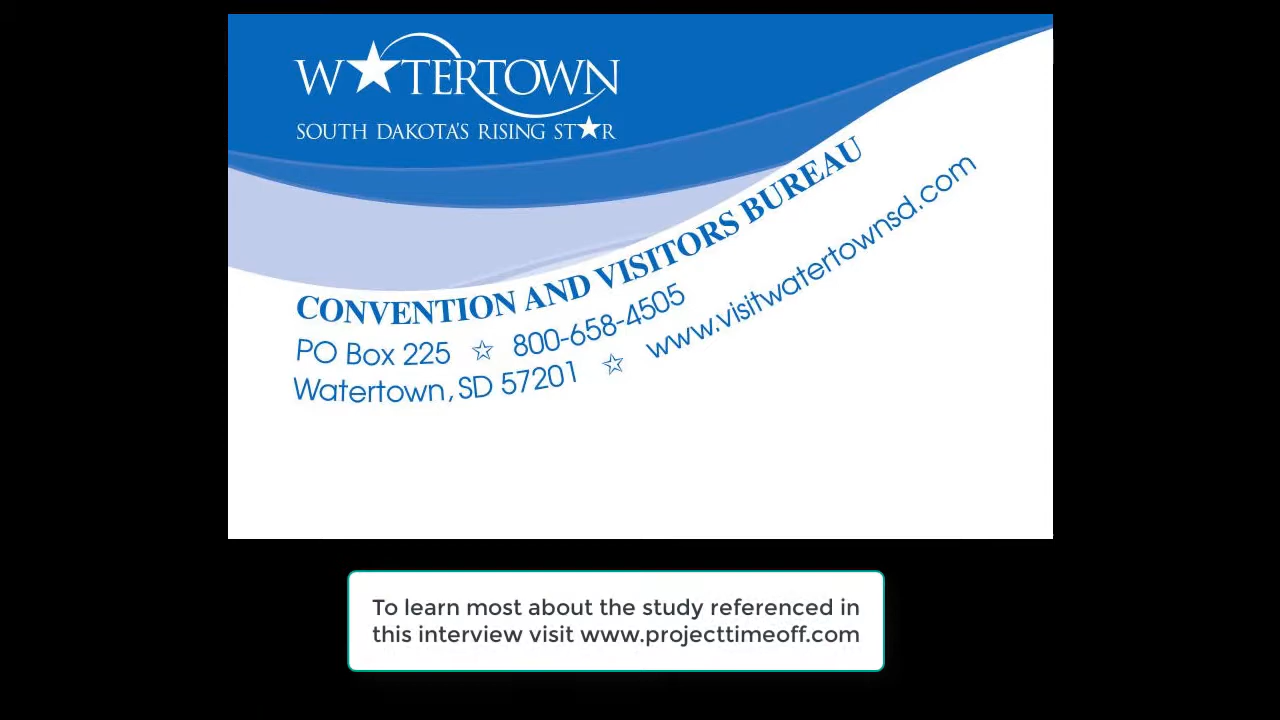 W★TERTOWN
SOUTH DAKOTA'S RISING ST★R
CONVENTION AND VISITORS BUREAU
PO Box 225 ☆ 800-658-4505
Watertown, SD 57201 ☆ www.visitwatertownsd.com
To learn most about the study referenced in
this interview visit www.projecttimeoff.com